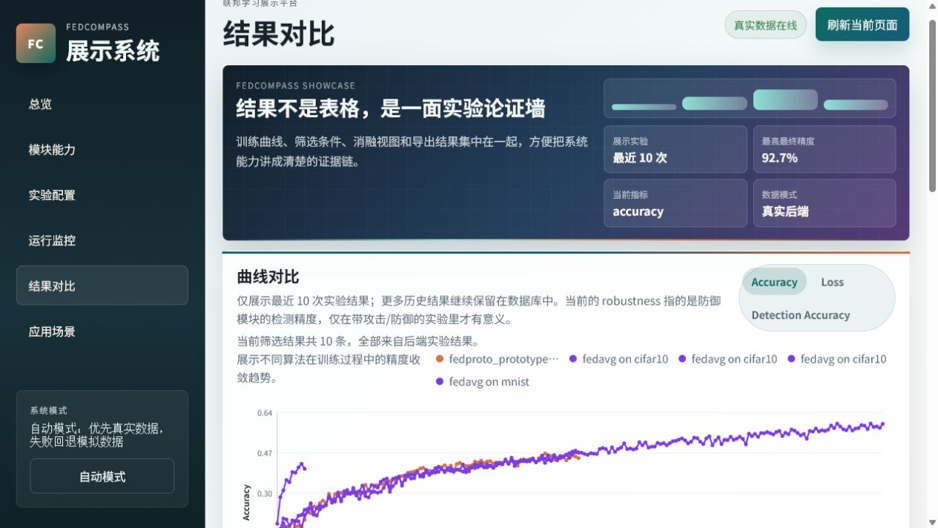 FC
FEDCOMPASS
展示系统
总览
模块能力
实验配置
运行监控
结果对比
应用场景
系统模式
自动模式：优先真实数据，
失败回退模拟数据
自动模式
联邦学习展示平台
结果对比
真实数据在线
刷新当前页面
FEDCOMPASS SHOWCASE
结果不是表格，是一面实验论证墙
训练曲线、筛选条件、消融视图和导出结果集中在一起，方便把系统
能力讲成清楚的证据链。
展示实验
最近 10 次
最高最终精度
92.7%
当前指标
accuracy
数据模式
真实后端
曲线对比
仅展示最近 10 次实验结果；更多历史结果继续保留在数据库中。当前的 robustness 指的是防御
模块的检测精度，仅在带攻击/防御的实验里才有意义。
当前筛选结果共 10 条，全部来自后端实验结果。
Accuracy
Loss
Detection Accuracy
展示不同算法在训练过程中的精度收
敛趋势。
fedproto_prototype…
fedavg on cifar10
fedavg on cifar10
fedavg on cifar10
fedavg on mnist
0.64
0.47
0.30
Accuracy